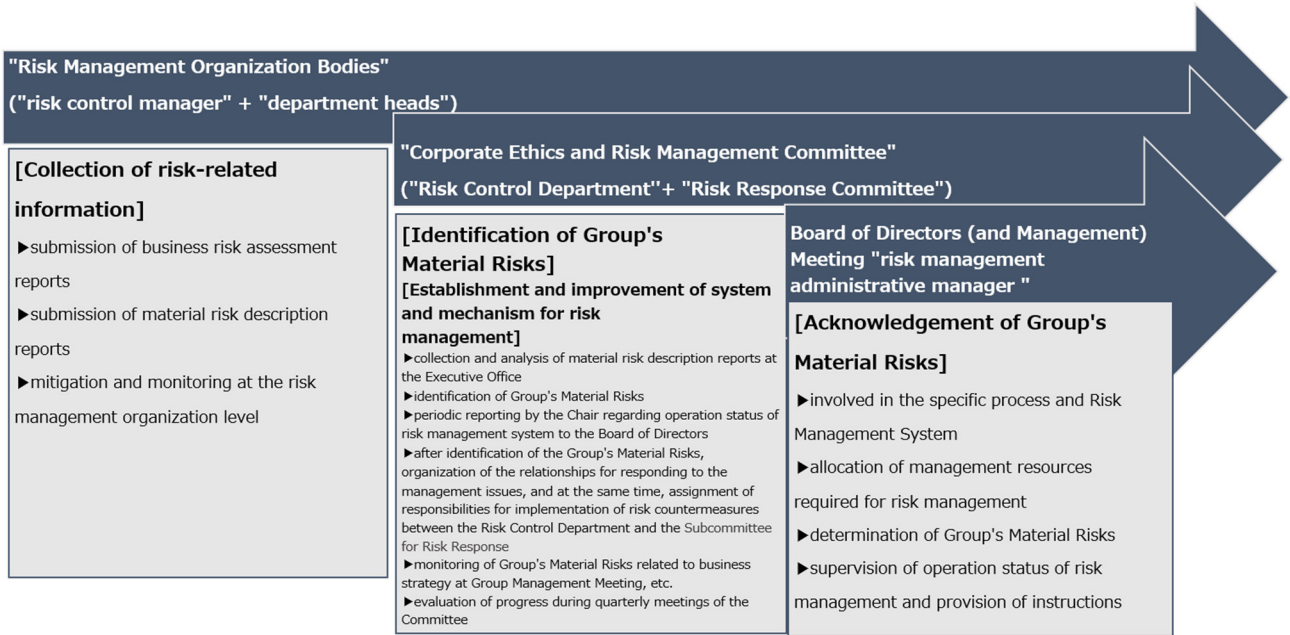 "Risk Management Organization Bodies"
("risk control manager" + "department heads")
[Collection of risk-related
information]
▶submission of business risk assessment
reports
▶submission of material risk description
reports
▶mitigation and monitoring at the risk
management organization level
"Corporate Ethics and Risk Management Committee"
("Risk Control Department''+ "Risk Response Committee")
[Identification of Group's
Material Risks]
[Establishment and improvement of system
and mechanism for risk
management]
▶collection and analysis of material risk description reports at
the Executive Office
▶identification of Group's Material Risks
▶periodic reporting by the Chair regarding operation status of
risk management system to the Board of Directors
▶after identification of the Group's Material Risks,
organization of the relationships for responding to the
management issues, and at the same time, assignment of
responsibilities for implementation of risk countermeasures
between the Risk Control Department and the Subcommittee
for Risk Response
▶monitoring of Group's Material Risks related to business
strategy at Group Management Meeting, etc.
▶evaluation of progress during quarterly meetings of the
Committee
Board of Directors (and Management)
Meeting "risk management
administrative manager "
[Acknowledgement of Group's
Material Risks]
▶involved in the specific process and Risk
Management System
▶allocation of management resources
required for risk management
▶determination of Group's Material Risks
▶supervision of operation status of risk
management and provision of instructions